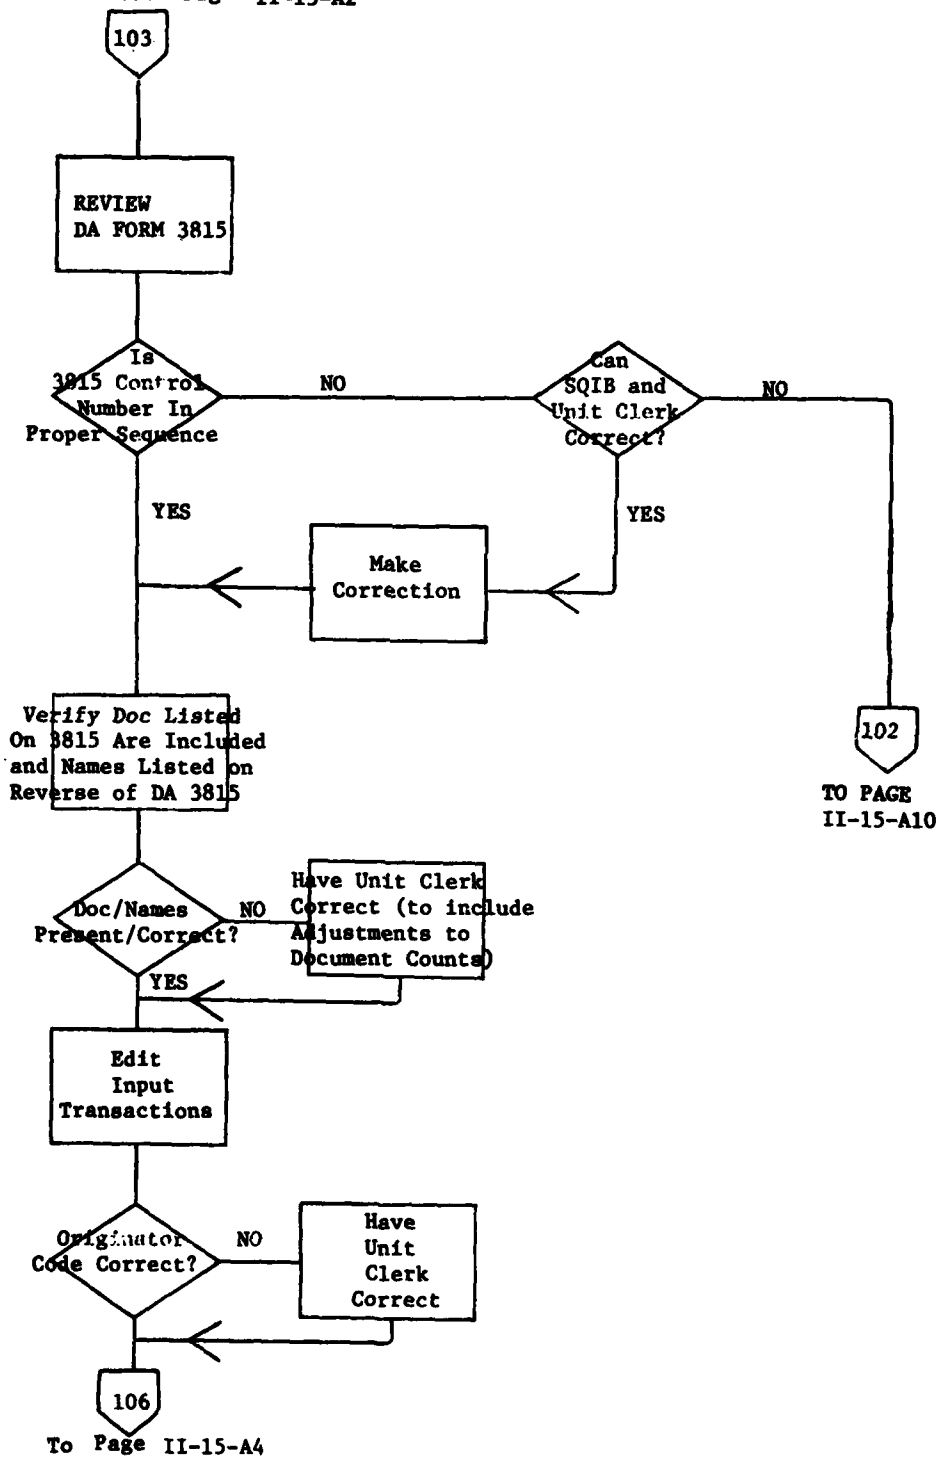 II-15-A2
103
REVIEW
DA FORM 3815
Is
3815 Control
Number In
Proper Sequence
NO
Can
SQIB and
Unit Clerk
Correct?
NO
YES
YES
Make
Correction
Verify Doc Listed
On 3815 Are Included
and Names Listed on
Reverse of DA 3815
102
TO PAGE
II-15-A10
Doc/Names
Present/Correct?
NO
Have Unit Clerk
Correct (to include
Adjustments to
Document Counts)
YES
Edit
Input
Transactions
Originator
Code Correct?
NO
Have
Unit
Clerk
Correct
106
To Page II-15-A4